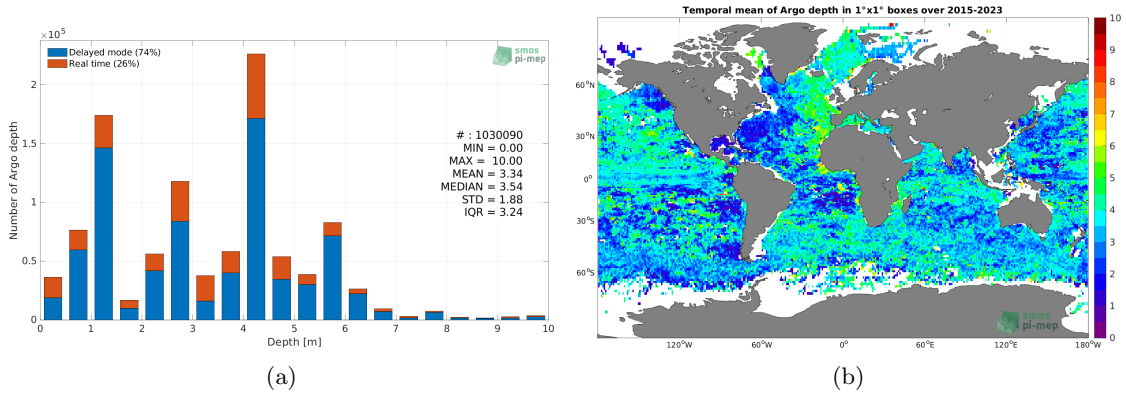 ×10⁵
Delayed mode (74%)
Real time (26%)
smos
pi-mep
2
1.5
1
0.5
0
Number of Argo depth
# : 1030090
MIN = 0.00
MAX = 10.00
MEAN = 3.34
MEDIAN = 3.54
STD = 1.88
IQR = 3.24
0 1 2 3 4 5 6 7 8 9 10
Depth [m]
(a)
Temporal mean of Argo depth in 1°x1° boxes over 2015-2023
60°N
30°N
0°
30°S
60°S
120°W 60°W 0° 60°E 120°E 180°W
smos
pi-mep
10
9
8
7
6
5
4
3
2
1
0
(b)